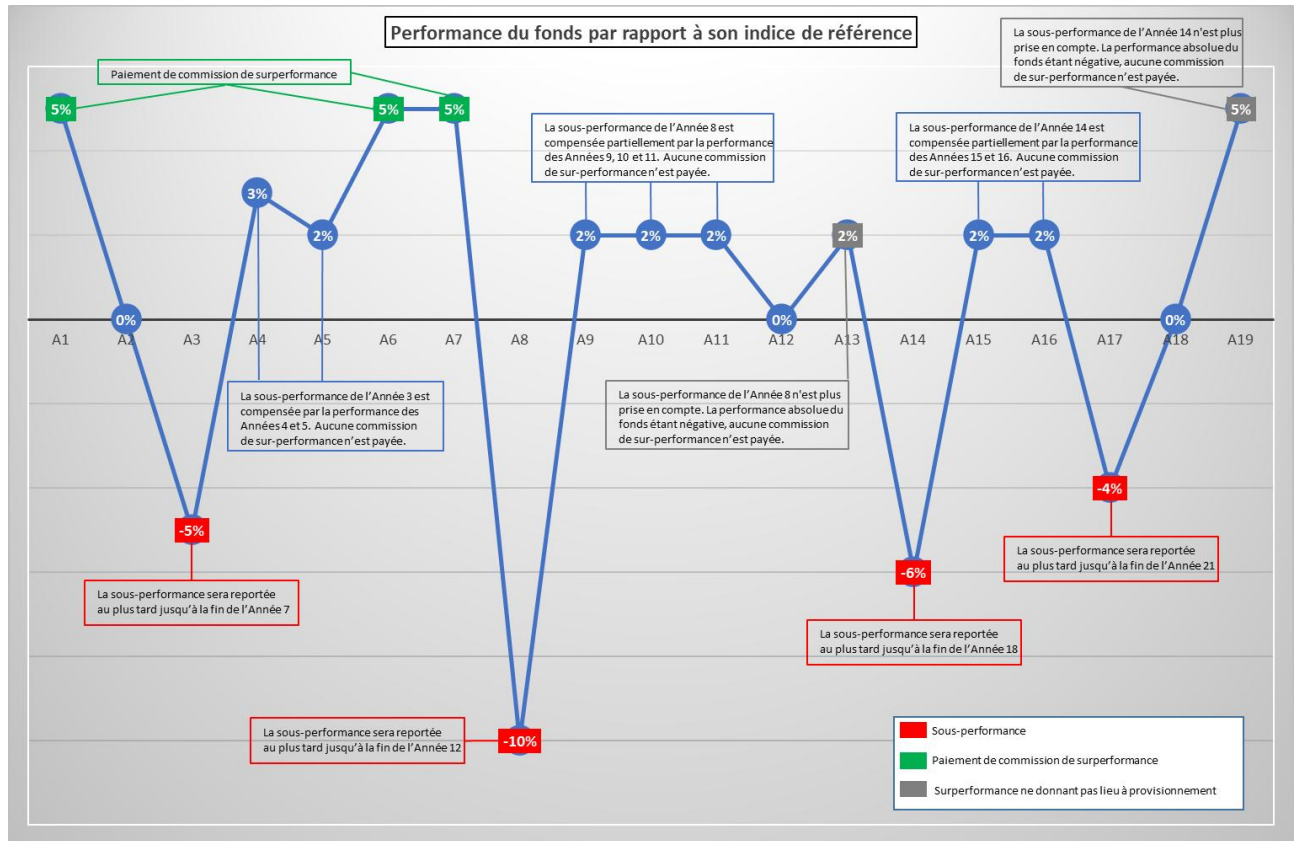 Performance du fonds par rapport à son indice de référence
La sous-performance de l'Année 14 n'est plus
prise en compte. La performance absolue du
fonds étant négative, aucune commission
de sur-performance n'est payée.
Paiement de commission de surperformance
5%
5%
5%
5%
La sous-performance de l'Année 8 est
compensée partiellement par la performance
des Années 9, 10 et 11. Aucune commission
de sur-performance n'est payée.
La sous-performance de l'Année 14 est
compensée partiellement par la performance
des Années 15 et 16. Aucune commission
de sur-performance n'est payée.
3%
2%
2%
2%
2%
2%
2%
2%
0%
0%
0%
A1
A2
A3
A4
A5
A6
A7
A8
A9
A10
A11
A12
A13
A14
A15
A16
A17
A18
A19
La sous-performance de l'Année 3 est
compensée par la performance des
Années 4 et 5. Aucune commission
de sur-performance n'est payée.
La sous-performance de l'Année 8 n'est plus
prise en compte. La performance absolue du
fonds étant négative, aucune commission
de sur-performance n'est payée.
-4%
-5%
-6%
La sous-performance sera reportée
au plus tard jusqu'à la fin de l'Année 21
La sous-performance sera reportée
au plus tard jusqu'à la fin de l'Année 7
La sous-performance sera reportée
au plus tard jusqu'à la fin de l'Année 18
La sous-performance sera reportée
au plus tard jusqu'à la fin de l'Année 12
-10%
Sous-performance
Paiement de commission de surperformance
Surperformance ne donnant pas lieu à provisionnement